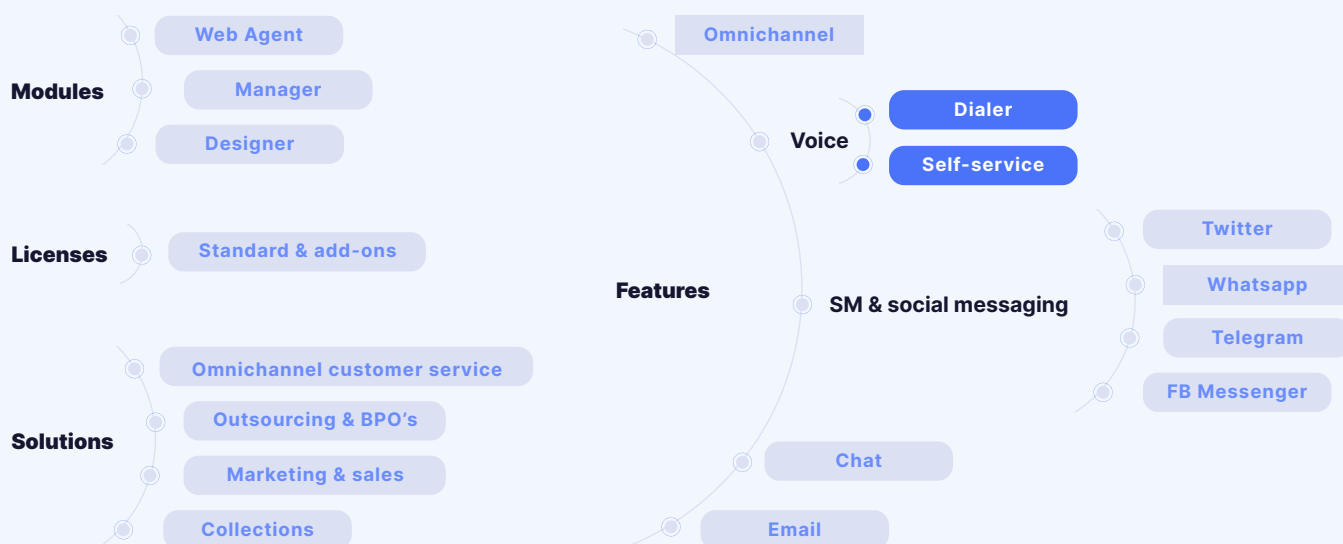 Modules
Web Agent
Manager
Designer
Licenses
Standard & add-ons
Solutions
Omnichannel customer service
Outsourcing & BPO’s
Marketing & sales
Collections
Features
Omnichannel
Voice
Dialer
Self-service
SM & social messaging
Twitter
Whatsapp
Telegram
FB Messenger
Chat
Email